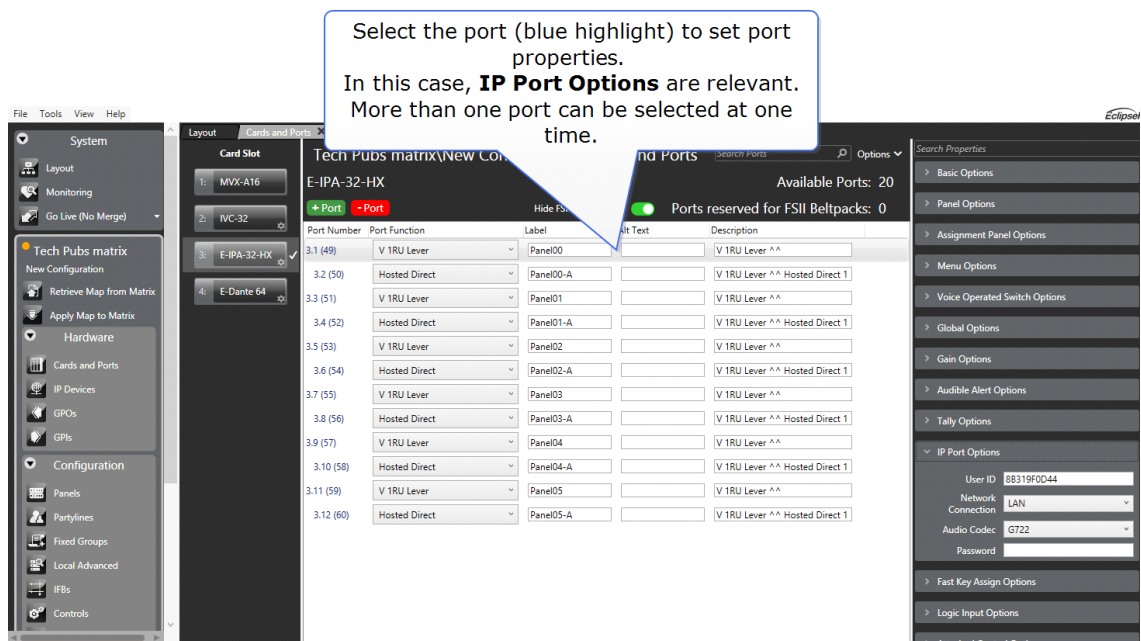 Select the port (blue highlight) to set port
properties.
In this case, IP Port Options are relevant.
More than one port can be selected at one
time.
File Tools View Help
System
Layout
Monitoring
Go Live (No Merge)
Tech Pubs matrix
New Configuration
Retrieve Map from Matrix
Apply Map to Matrix
Hardware
Cards and Ports
IP Devices
GPOs
GPIs
Configuration
Panels
Partylines
Fixed Groups
Local Advanced
IFBs
Controls
Layout Cards and Ports X
Card Slot
1: MVX-A16
2: IVC-32
3: E-IPA-32-HX
4: E-Dante 64
Tech Pubs matrix\New Ports Search Ports Options
E-IPA-32-HX Available Ports: 20
+ Port - Port Hide Ports reserved for FSII Beltpacks: 0
Port Number Port Function Label Alt Text Description
3.1 (49) V 1RU Lever Panel00 V 1RU Lever ^^
3.2 (50) Hosted Direct Panel00-A V 1RU Lever ^^ Hosted Direct 1
3.3 (51) V 1RU Lever Panel01 V 1RU Lever ^^
3.4 (52) Hosted Direct Panel01-A V 1RU Lever ^^ Hosted Direct 1
3.5 (53) V 1RU Lever Panel02 V 1RU Lever ^^
3.6 (54) Hosted Direct Panel02-A V 1RU Lever ^^ Hosted Direct 1
3.7 (55) V 1RU Lever Panel03 V 1RU Lever ^^
3.8 (56) Hosted Direct Panel03-A V 1RU Lever ^^ Hosted Direct 1
3.9 (57) V 1RU Lever Panel04 V 1RU Lever ^^
3.10 (58) Hosted Direct Panel04-A V 1RU Lever ^^ Hosted Direct 1
3.11 (59) V 1RU Lever Panel05 V 1RU Lever ^^
3.12 (60) Hosted Direct Panel05-A V 1RU Lever ^^ Hosted Direct 1
Search Properties
Basic Options
Panel Options
Assignment Panel Options
Menu Options
Voice Operated Switch Options
Global Options
Gain Options
Audible Alert Options
Tally Options
IP Port Options
User ID 8B319F0D44
Network
Connection LAN
Audio Codec G722
Password
Fast Key Assign Options
Logic Input Options